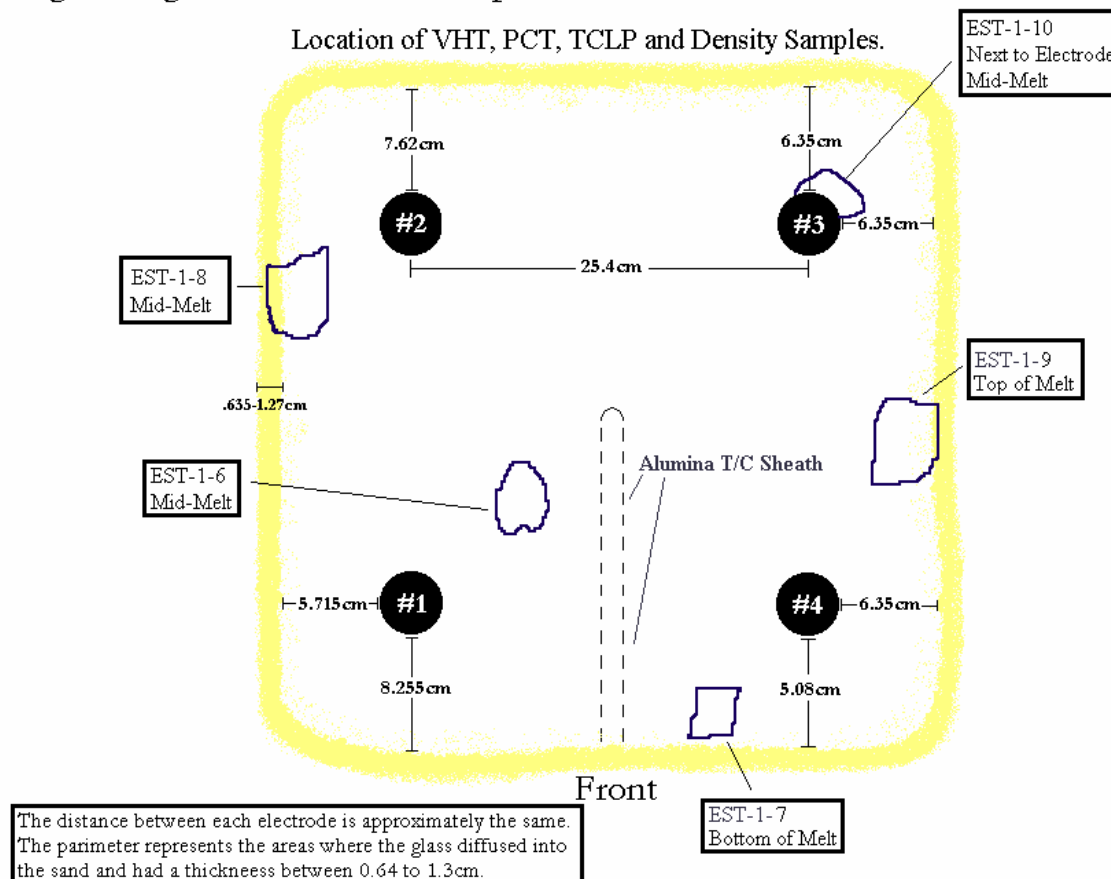 Location of VHT, PCT, TCLP and Density Samples.
EST-1-10
Next to Electrode
Mid-Melt
7.62cm
6.35cm
#2
#3
6.35cm
25.4cm
EST-1-8
Mid-Melt
EST-1-9
Top of Melt
.635-1.27cm
Alumina T/C Sheath
EST-1-6
Mid-Melt
5.715cm
#1
#4
6.35cm
8.255cm
5.08cm
Front
EST-1-7
Bottom of Melt
The distance between each electrode is approximately the same.
The parimeter represents the areas where the glass diffused into
the sand and had a thickneess between 0.64 to 1.3cm.